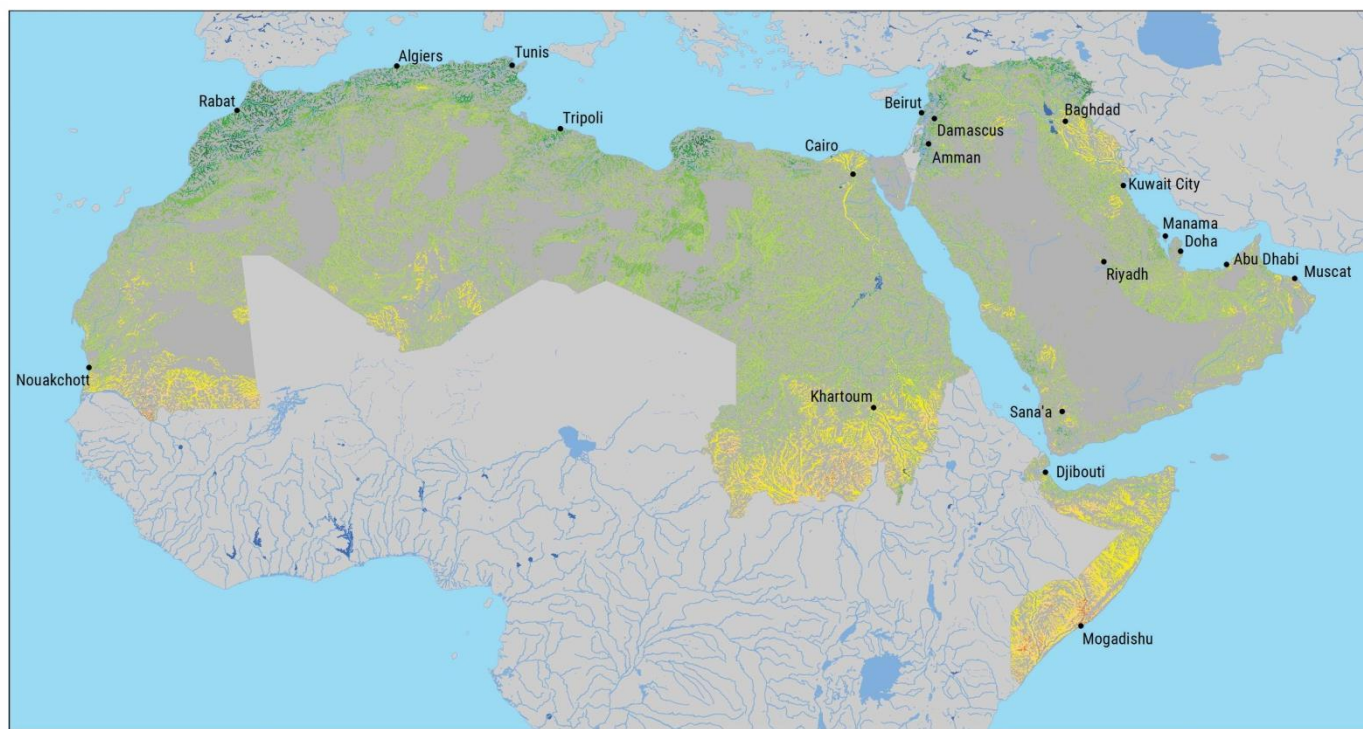 Algiers
Tunis
Rabat
Tripoli
Beirut
Baghdad
Damascus
Cairo
Amman
Kuwait City
Manama
Doha
Abu Dhabi
Riyadh
Muscat
Nouakchott
Khartoum
Sana'a
Djibouti
Mogadishu